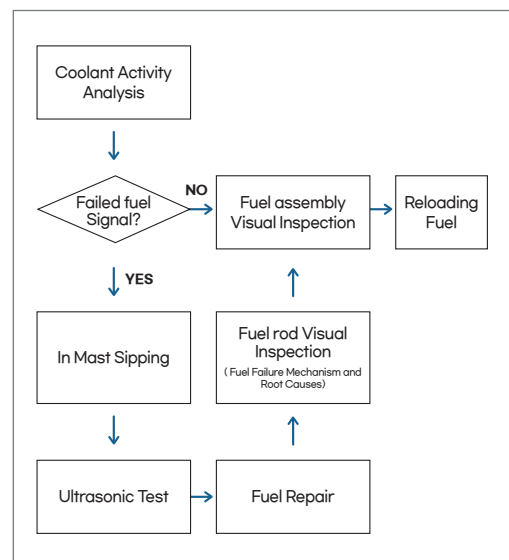 Coolant Activity
Analysis
Failed fuel
Signal?
NO
Fuel assembly
Visual Inspection
Reloading
Fuel
YES
In Mast Sipping
Fuel rod Visual
Inspection
( Fuel Failure Mechanism and
Root Causes)
Ultrasonic Test
Fuel Repair